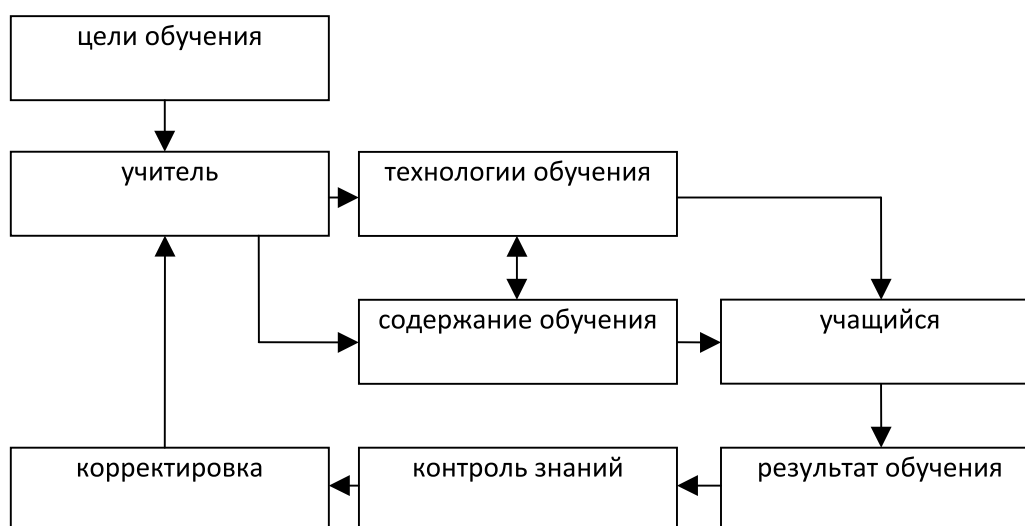 цели обучения
учитель
технологии обучения
содержание обучения
учащийся
корректировка
контроль знаний
результат обучения